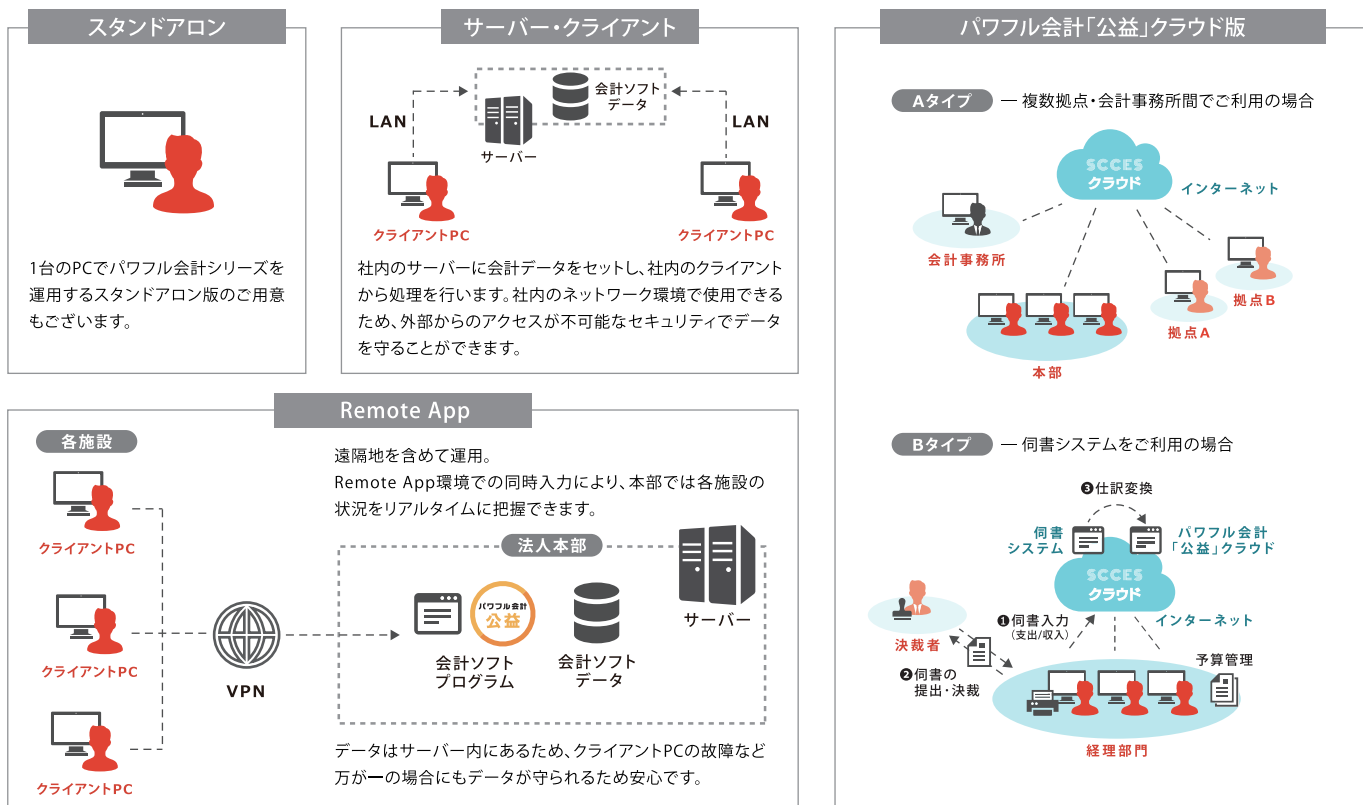 スタンドアロン
1台のPCでパワフル会計シリーズを
運用するスタンドアロン版のご用意
もございます。
サーバー・クライアント
会計ソフト
データ
LAN
LAN
サーバー
クライアントPC
クライアントPC
社内のサーバーに会計データをセットし、社内のクライアント
から処理を行います。社内のネットワーク環境で使用できる
ため、外部からのアクセスが不可能なセキュリティでデータ
を守ることができます。
Remote App
各施設
クライアントPC
クライアントPC
クライアントPC
VPN
遠隔地を含めて運用。
Remote App環境での同時入力により、本部では各施設の
状況をリアルタイムに把握できます。
法人本部
パワフル会計
公益
会計ソフト
プログラム
会計ソフト
データ
サーバー
データはサーバー内にあるため、クライアントPCの故障など
万が一の場合にもデータが守られるため安心です。
パワフル会計「公益」クラウド版
Aタイプ — 複数拠点・会計事務所間でご利用の場合
SCCES
クラウド
インターネット
会計事務所
拠点B
拠点A
本部
Bタイプ — 伺書システムをご利用の場合
❸仕訳変換
伺書
システム
パワフル会計
「公益」クラウド
SCCES
クラウド
インターネット
❶伺書入力
(支出/収入)
決裁者
❷伺書の
提出・決裁
予算管理
経理部門